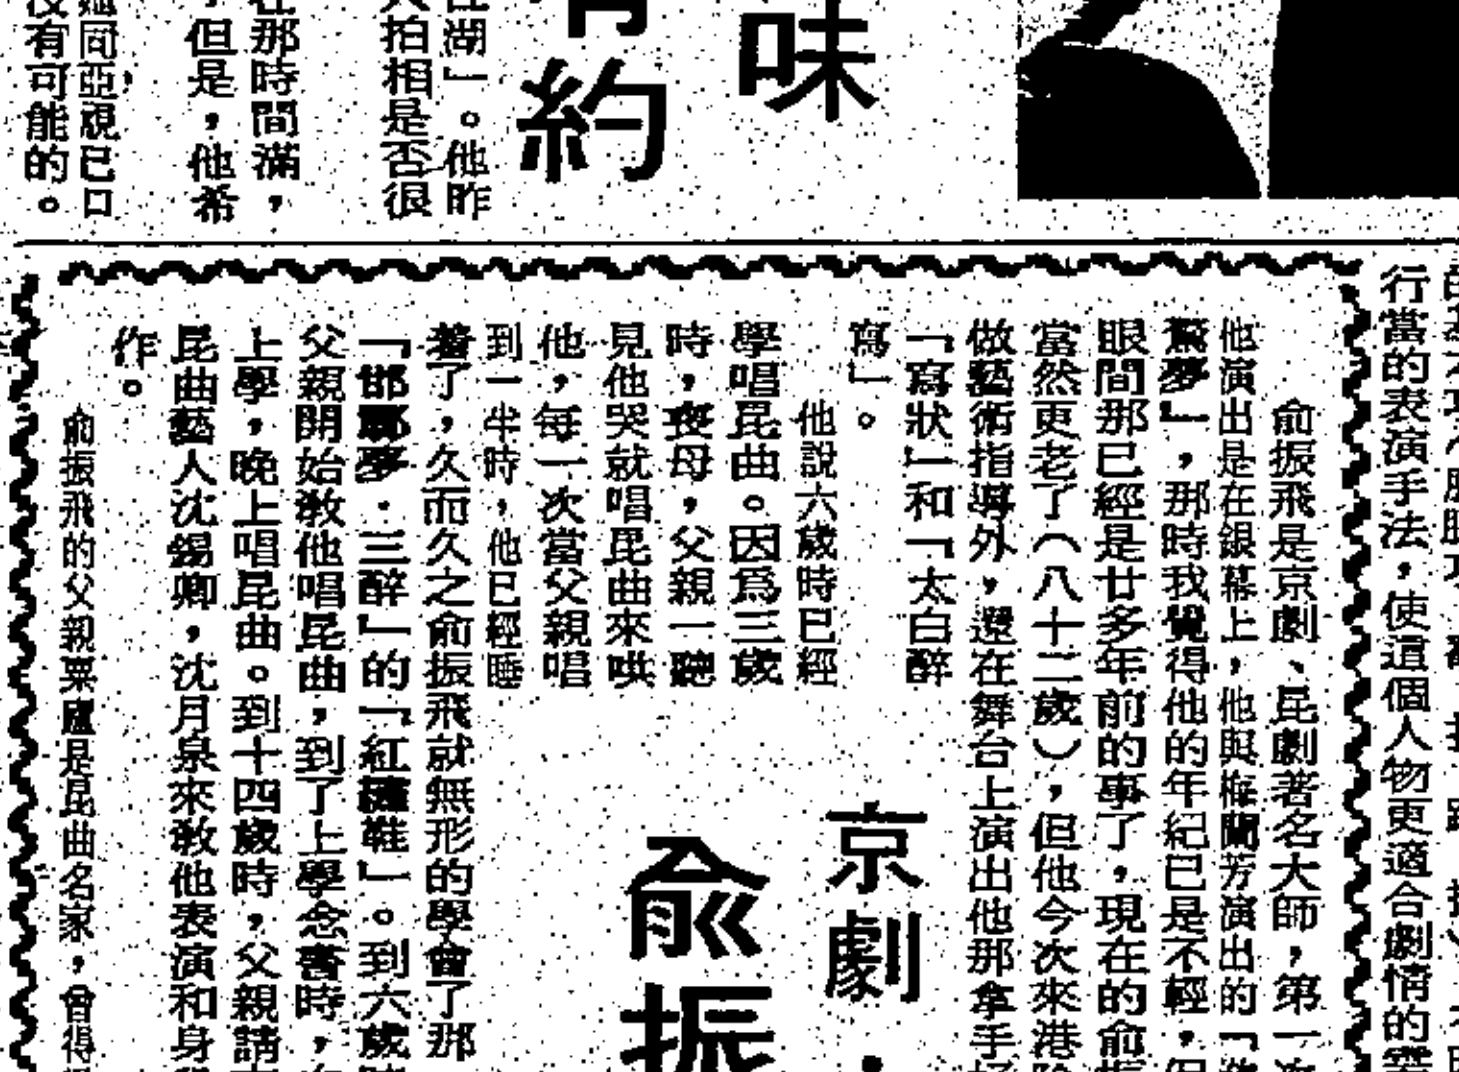 味
約
湖」。他昨
拍相是否很
那時間滿，
但是，他希
同亞視已口
沒有可能的。
行當的表演手法，使這個人物更適合劇情的
俞振飛是京劇、昆劇著名大師，第一次
他演出是在銀幕上，他與梅蘭芳演出的「遊
驚夢」，那時我覺得他的年紀已是不輕，但
眼間那已經是廿多年前的事了，現在的俞振
當然更老了（八十二歲），但他今次來港除
做藝術指導外，還在舞台上演出他那拿手好
「寫狀」和「太白醉
寫」。
他說六歲時已經
學唱昆曲。因為三歲
時，喪母，父親一聽
見他哭就唱昆曲來哄
他，每一次當父親唱
到一半時，他已經睡
着了，久而久之俞振飛就無形的學會了那
「邯鄲夢．三醉」的「紅繡鞋」。到六歲時
父親開始教他唱昆曲，到了上學念書時，
上學，晚上唱昆曲。到十四歲時，父親請
昆曲藝人沈錫卿，沈月泉來教他表演和身
作。
俞振飛的父親粟廬是昆曲名家，曾得
京劇．
俞振